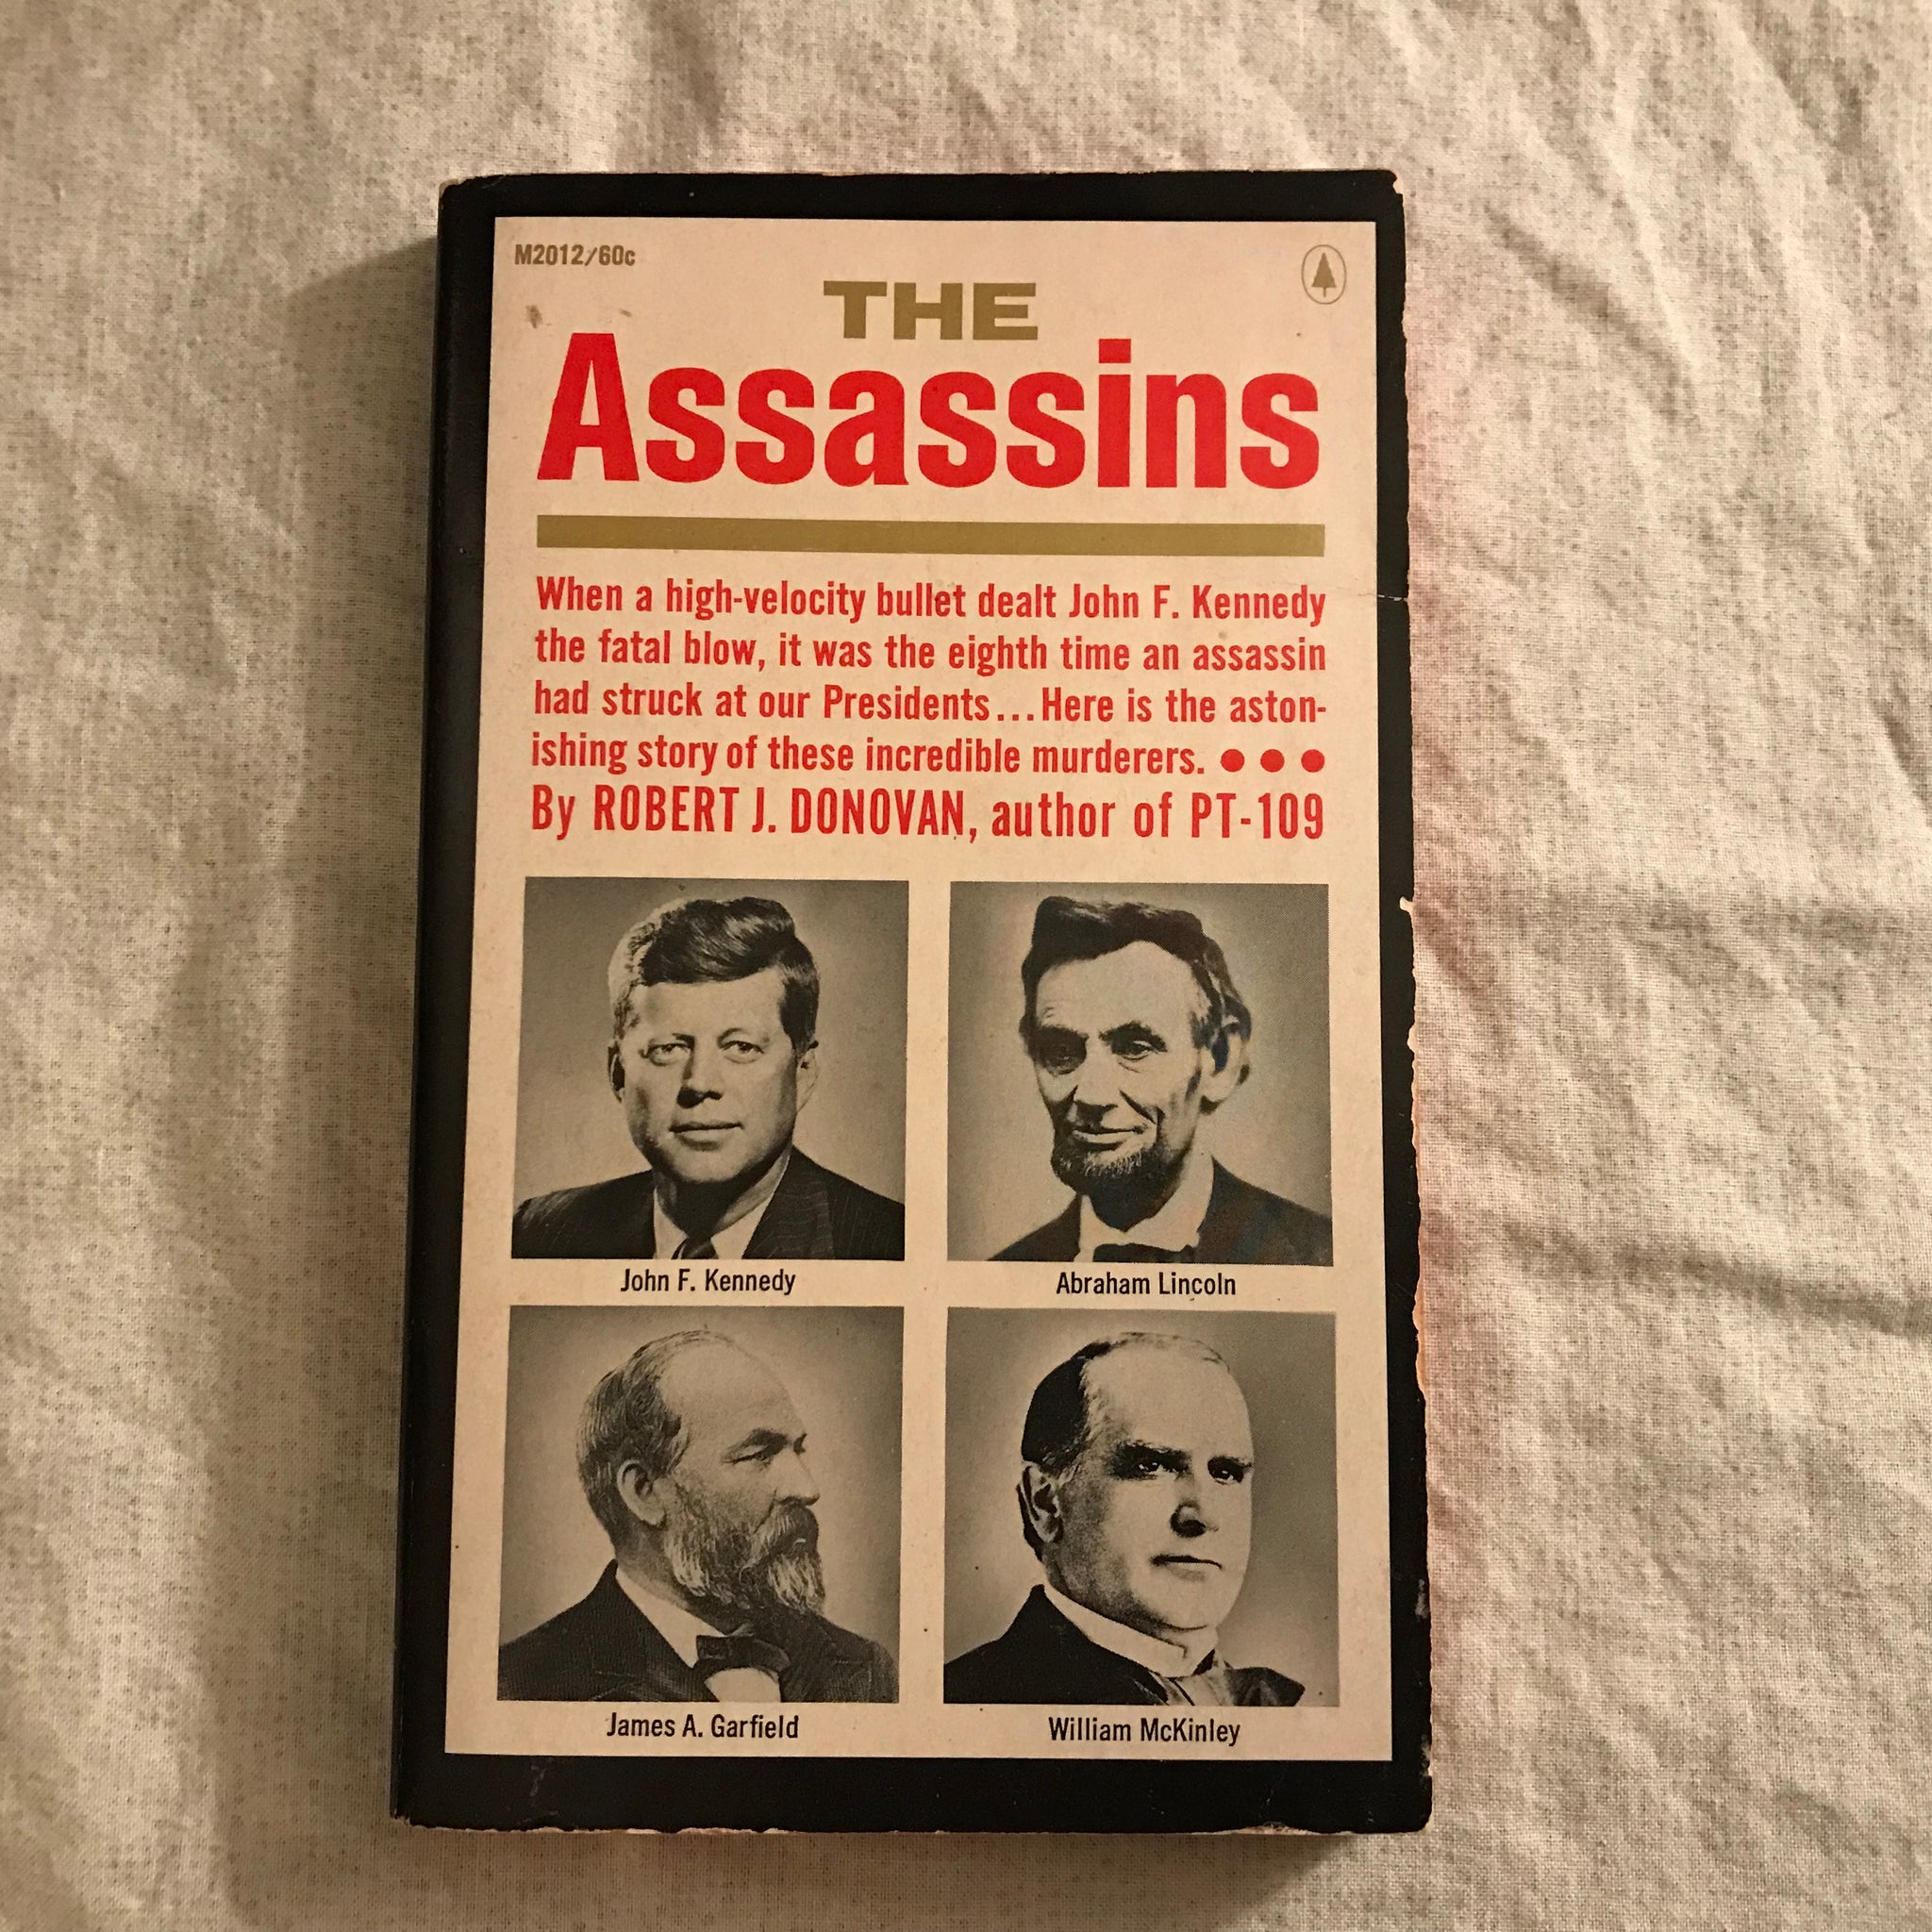 M2012/60c
THE
Assassins
When a high-velocity bullet dealt John F. Kennedy
the fatal blow, it was the eighth time an assassin
had struck at our Presidents...Here is the aston-
ishing story of these incredible murderers. ● ● ●
By ROBERT J. DONOVAN, author of PT-109
John F. Kennedy
Abraham Lincoln
James A. Garfield
William McKinley